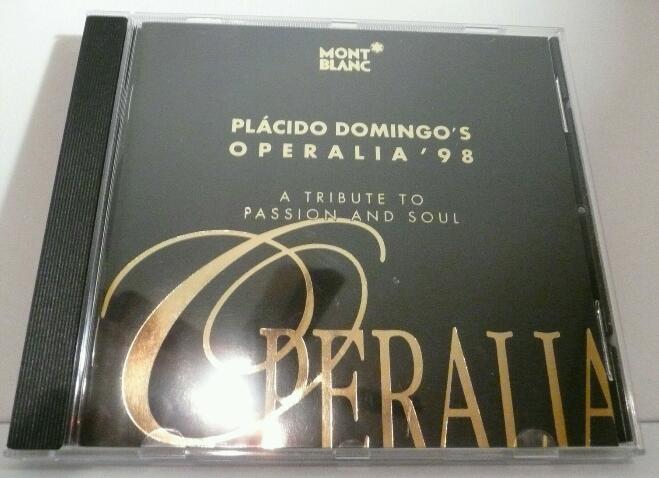 MONT
BLANC
PLÁCIDO DOMINGO'S
OPERALIA '98
A TRIBUTE TO
PASSION AND SOUL
OPERALIA